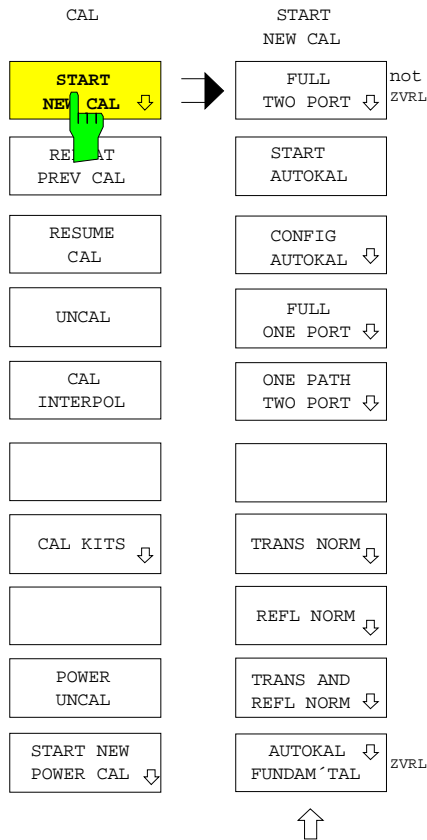 CAL
START
NEW CAL
REPEAT
PREV CAL
RESUME
CAL
UNCAL
CAL
INTERPOL
CAL KITS
POWER
UNCAL
START NEW
POWER CAL
START
NEW CAL
FULL
TWO PORT
not
ZVRL
START
AUTOKAL
CONFIG
AUTOKAL
FULL
ONE PORT
ONE PATH
TWO PORT
TRANS NORM
REFL NORM
TRANS AND
REFL NORM
AUTOKAL
FUNDAM´TAL
ZVRL